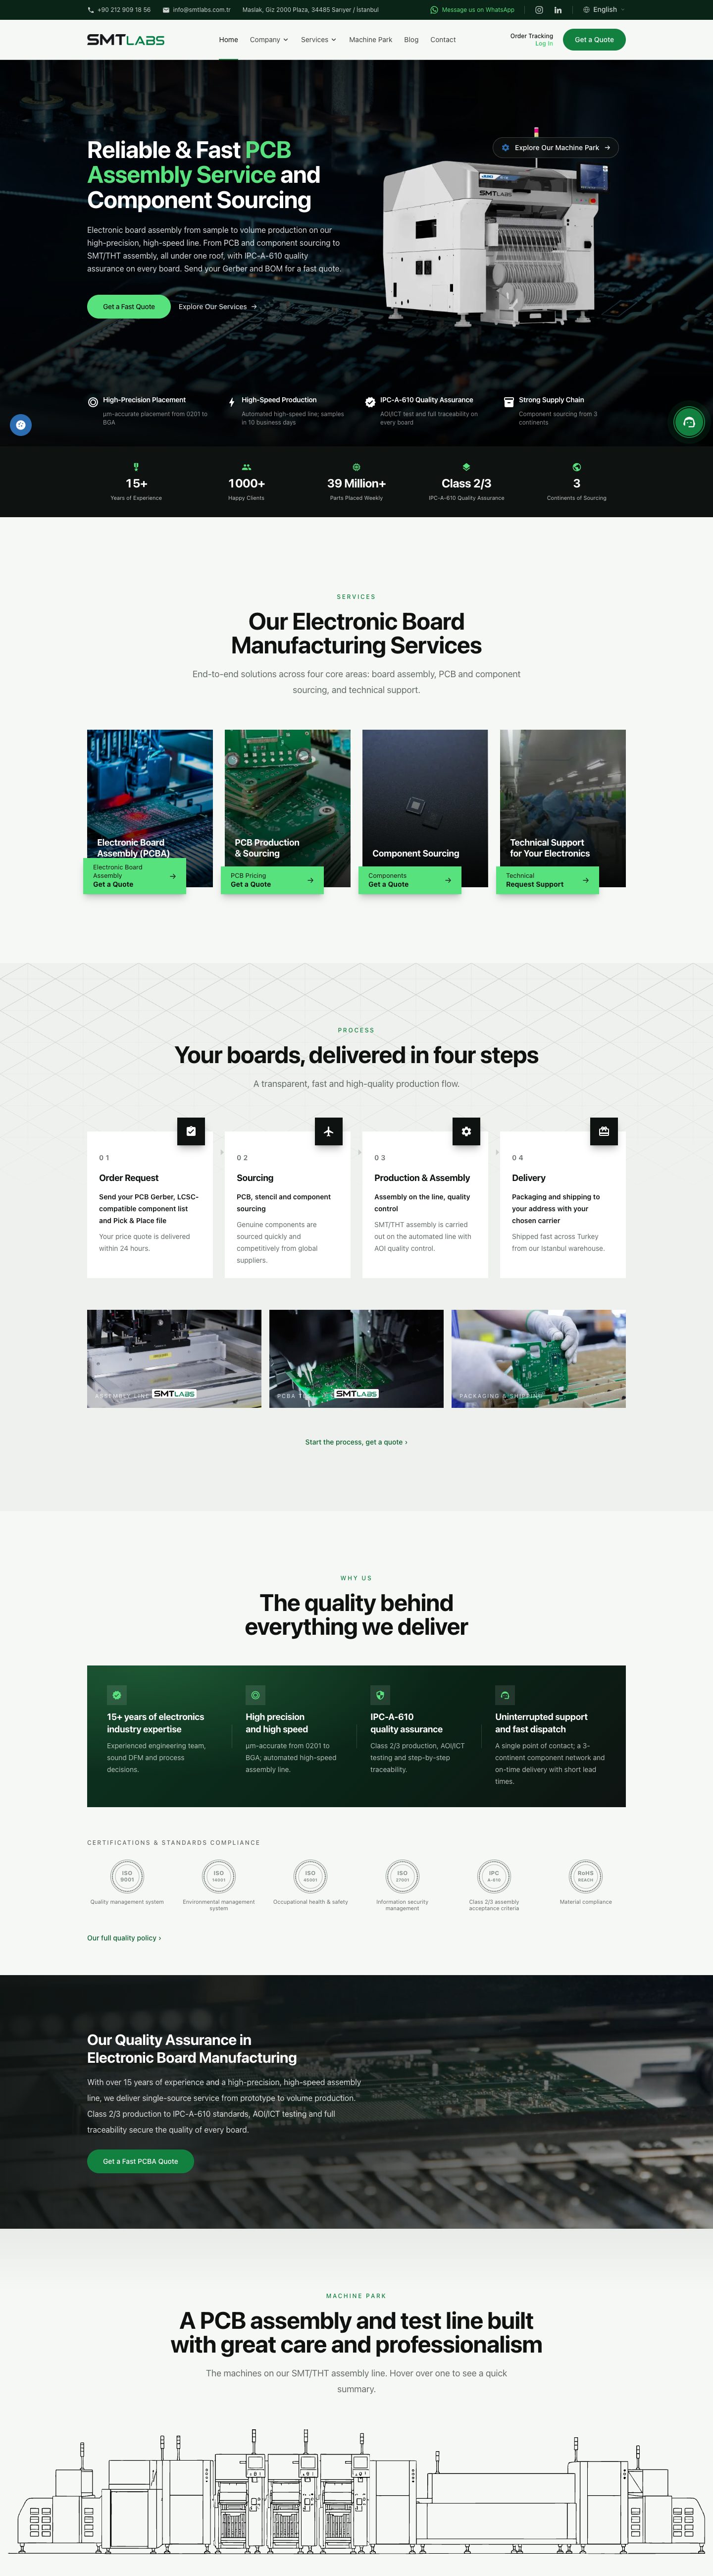 +90 212 909 18 56
info@smtlabs.com.tr
Maslak, Giz 2000 Plaza, 34485 Sarıyer / İstanbul
Message us on WhatsApp
English
SMTLABS
Home
Company
Services
Machine Park
Blog
Contact
Order Tracking
Log In
Get a Quote
Reliable & Fast PCB
Assembly Service and
Component Sourcing
Electronic board assembly from sample to volume production on our
high-precision, high-speed line. From PCB and component sourcing to
SMT/THT assembly, all under one roof, with IPC-A-610 quality
assurance on every board. Send your Gerber and BOM for a fast quote.
Get a Fast Quote
Explore Our Services →
Explore Our Machine Park →
SMTLABS
High-Precision Placement
μm-accurate placement from 0201 to
BGA
High-Speed Production
Automated high-speed line; samples
in 10 business days
IPC-A-610 Quality Assurance
AOI/ICT test and full traceability on
every board
Strong Supply Chain
Component sourcing from 3
continents
15+
Years of Experience
1000+
Happy Clients
39 Million+
Parts Placed Weekly
Class 2/3
IPC-A-610 Quality Assurance
3
Continents of Sourcing
SERVICES
Our Electronic Board
Manufacturing Services
End-to-end solutions across four core areas: board assembly, PCB and component
sourcing, and technical support.
Electronic Board
Assembly (PCBA)
Electronic Board
Assembly
Get a Quote
→
PCB Production
& Sourcing
PCB Pricing
Get a Quote
→
Component Sourcing
Components
Get a Quote
→
Technical Support
for Your Electronics
Technical
Request Support
→
PROCESS
Your boards, delivered in four steps
A transparent, fast and high-quality production flow.
01
Order Request
Send your PCB Gerber, LCSC-
compatible component list
and Pick & Place file
Your price quote is delivered
within 24 hours.
02
Sourcing
PCB, stencil and component
sourcing
Genuine components are
sourced quickly and
competitively from global
suppliers.
03
Production & Assembly
Assembly on the line, quality
control
SMT/THT assembly is carried
out on the automated line with
AOI quality control.
04
Delivery
Packaging and shipping to
your address with your
chosen carrier
Shipped fast across Turkey
from our Istanbul warehouse.
ASSEMBLY LINE
SMTLABS
PCBA
SMTLABS
PACKAGING & SHIPPING
Start the process, get a quote ›
WHY US
The quality behind
everything we deliver
15+ years of electronics
industry expertise
Experienced engineering team,
sound DFM and process
decisions.
High precision
and high speed
μm-accurate from 0201 to
BGA; automated high-speed
assembly line.
IPC-A-610
quality assurance
Class 2/3 production, AOI/ICT
testing and step-by-step
traceability.
Uninterrupted support
and fast dispatch
A single point of contact; a 3-
continent component network and
on-time delivery with short lead
times.
CERTIFICATIONS & STANDARDS COMPLIANCE
ISO
9001
Quality management system
ISO
14001
Environmental management
system
ISO
45001
Occupational health & safety
ISO
27001
Information security
management
IPC
A-610
Class 2/3 assembly
acceptance criteria
RoHS
REACH
Material compliance
Our full quality policy ›
Our Quality Assurance in
Electronic Board Manufacturing
With over 15 years of experience and a high-precision, high-speed assembly
line, we deliver single-source service from prototype to volume production.
Class 2/3 production to IPC-A-610 standards, AOI/ICT testing and full
traceability secure the quality of every board.
Get a Fast PCBA Quote
MACHINE PARK
A PCB assembly and test line built
with great care and professionalism
The machines on our SMT/THT assembly line. Hover over one to see a quick
summary.